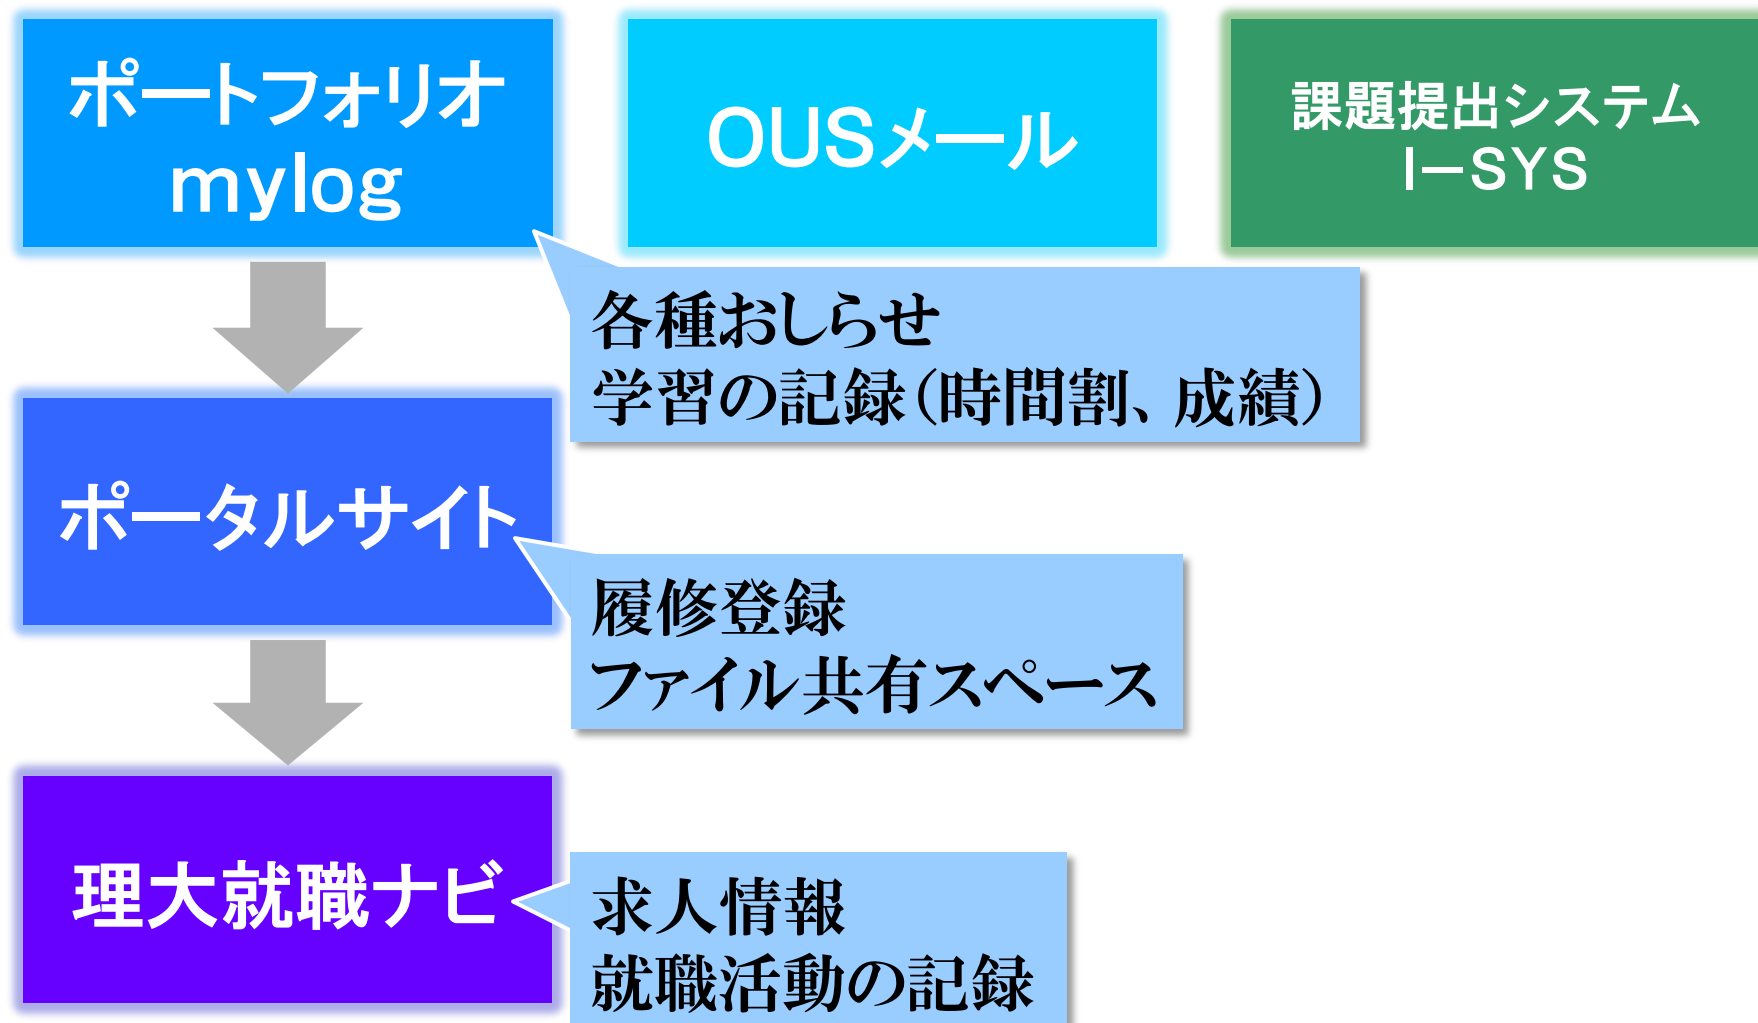 ポートフォリオ
mylog
OUSメール
課題提出システム
I－SYS
各種おしらせ
学習の記録（時間割、成績）
ポータルサイト
履修登録
ファイル共有スペース
理大就職ナビ
求人情報
就職活動の記録